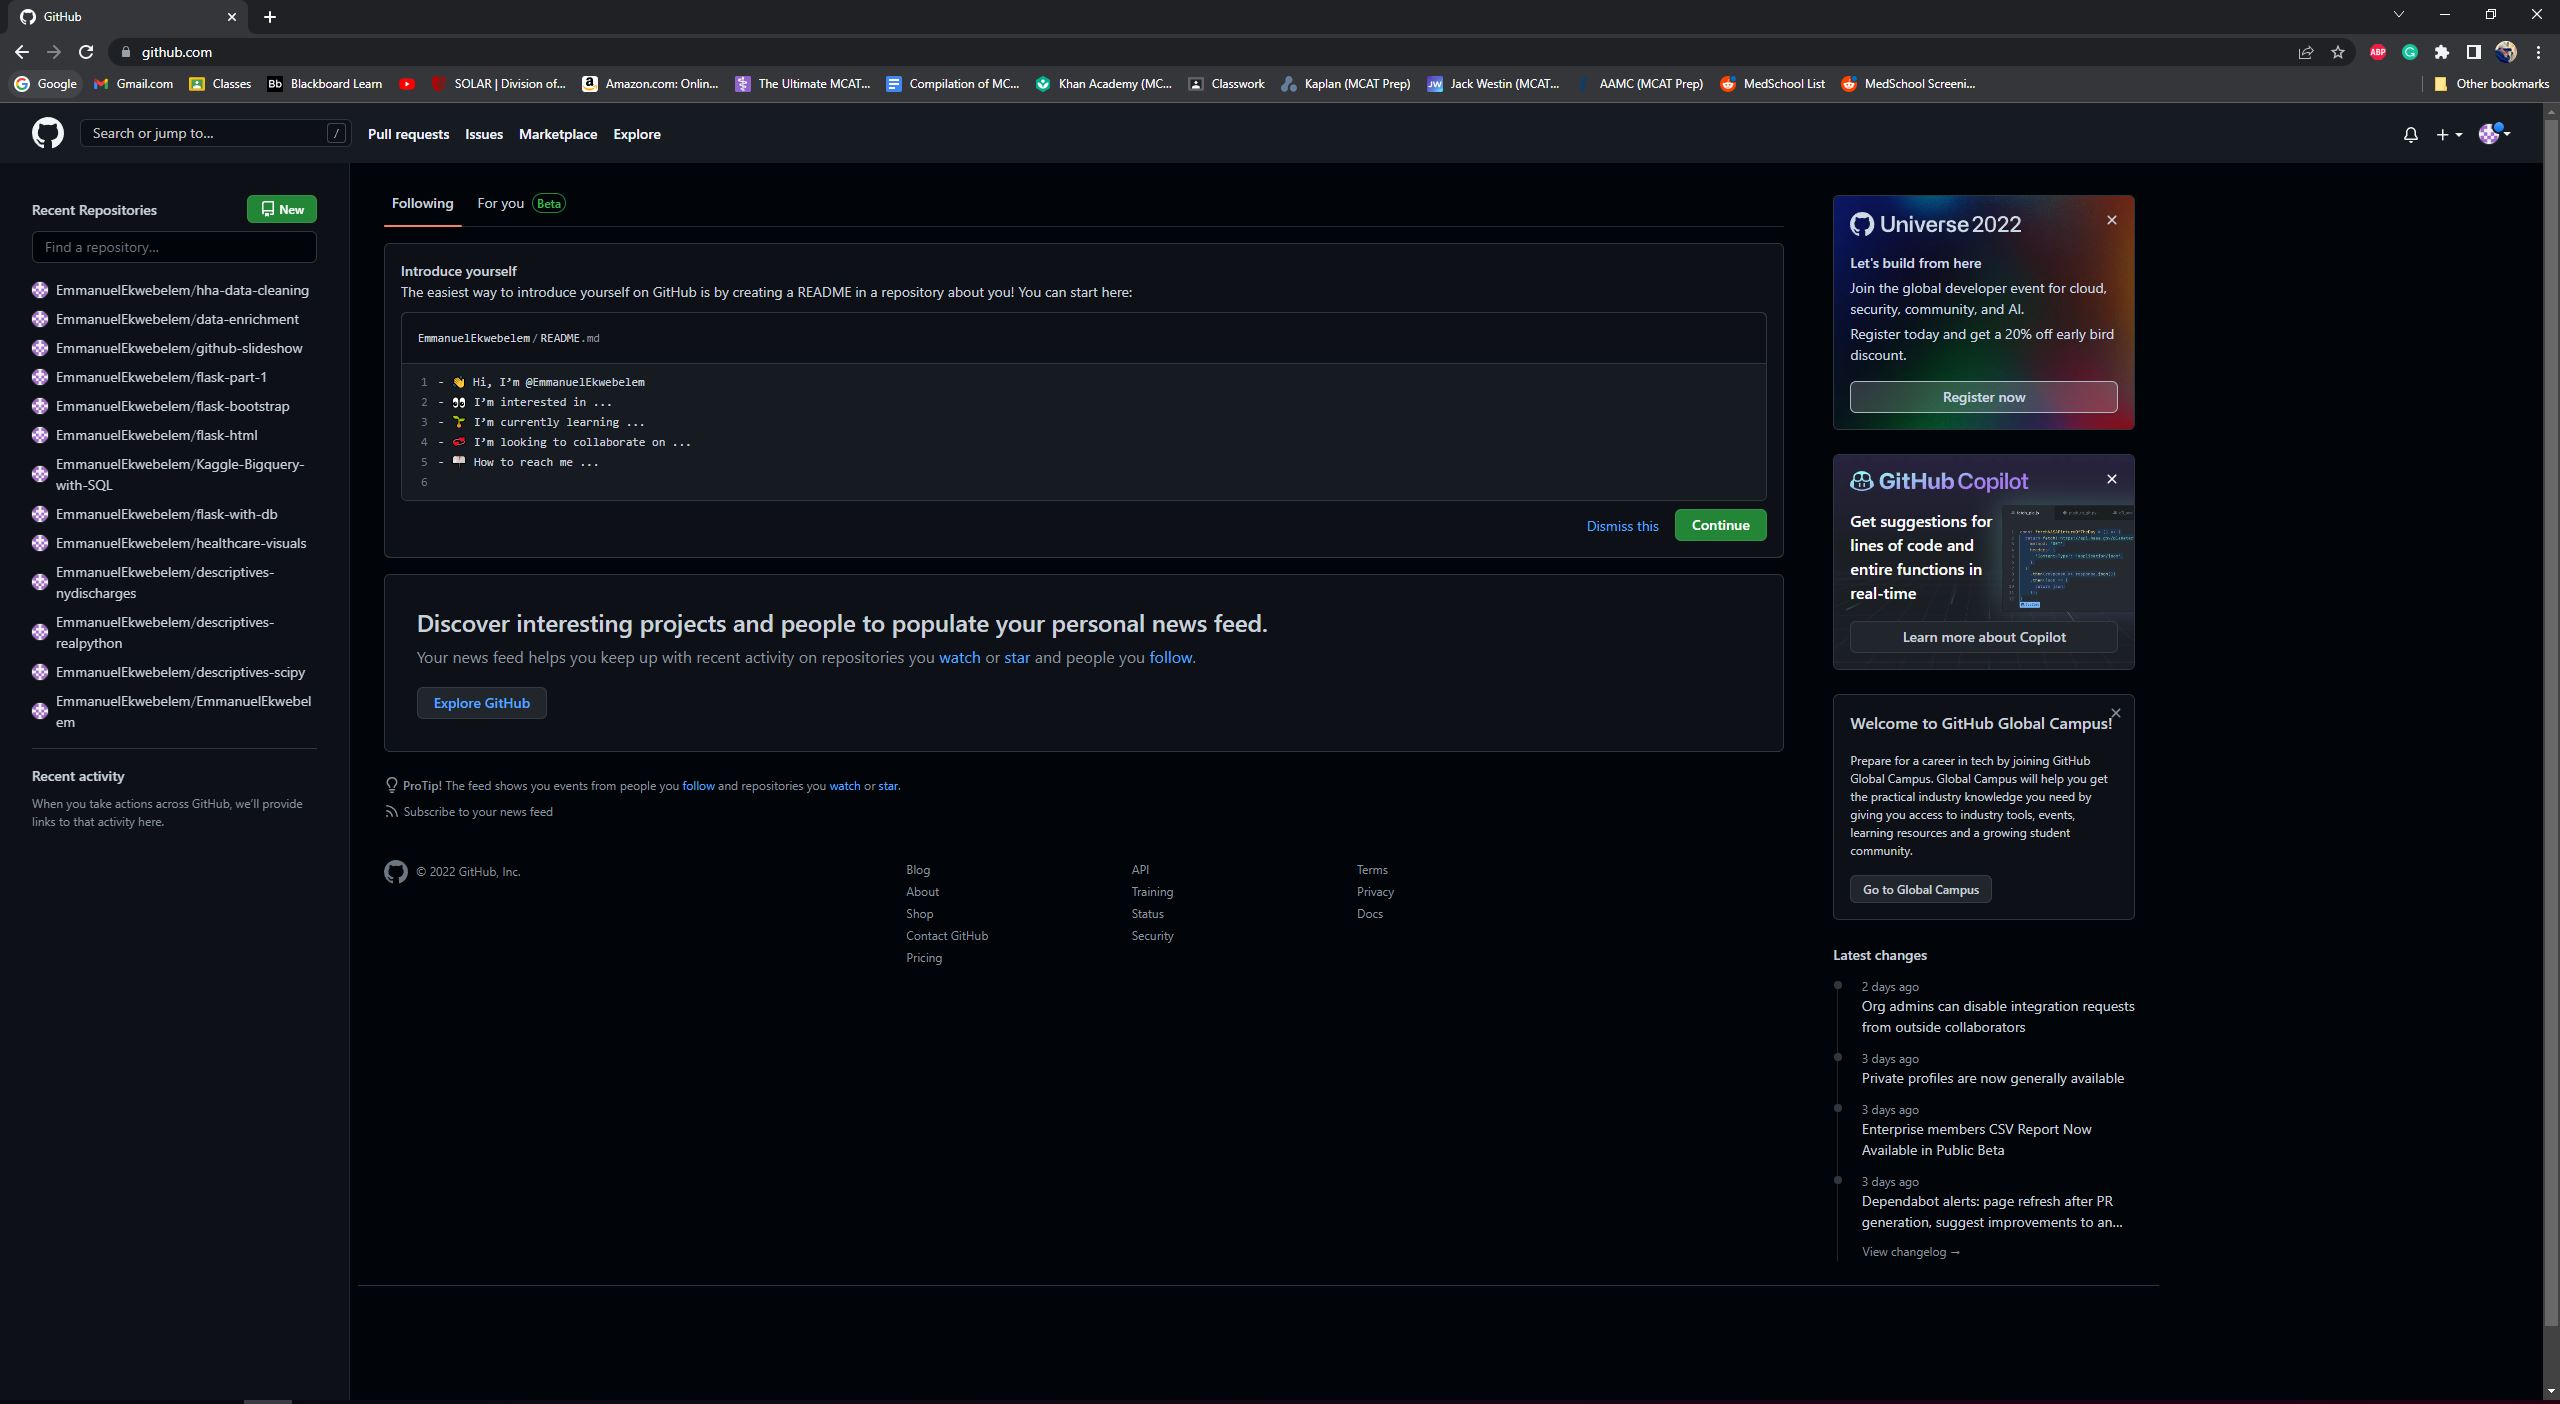 GitHub
github.com
Google
Gmail.com
Classes
Bb Blackboard Learn
SOLAR | Division of...
Amazon.com: Onlin...
The Ultimate MCAT...
Compilation of MC...
Khan Academy (MC...
Classwork
Kaplan (MCAT Prep)
JW Jack Westin (MCAT...
AAMC (MCAT Prep)
MedSchool List
MedSchool Screeni...
Other bookmarks
ABP
Search or jump to... /
Pull requests
Issues
Marketplace
Explore
Recent Repositories
New
Find a repository...
EmmanuelEkwebelem/hha-data-cleaning
EmmanuelEkwebelem/data-enrichment
EmmanuelEkwebelem/github-slideshow
EmmanuelEkwebelem/flask-part-1
EmmanuelEkwebelem/flask-bootstrap
EmmanuelEkwebelem/flask-html
EmmanuelEkwebelem/Kaggle-Bigquery-
with-SQL
EmmanuelEkwebelem/flask-with-db
EmmanuelEkwebelem/healthcare-visuals
EmmanuelEkwebelem/descriptives-
nydischarges
EmmanuelEkwebelem/descriptives-
realpython
EmmanuelEkwebelem/descriptives-scipy
EmmanuelEkwebelem/EmmanuelEkwebel
em
Recent activity
When you take actions across GitHub, we'll provide
links to that activity here.
Following
For you Beta
Introduce yourself
The easiest way to introduce yourself on GitHub is by creating a README in a repository about you! You can start here:
EmmanuelEkwebelem / README.md
1 - 👋 Hi, I'm @EmmanuelEkwebelem
2 - 👀 I'm interested in ...
3 - 🌱 I'm currently learning ...
4 - 💞️ I'm looking to collaborate on ...
5 - 📫 How to reach me ...
6
Dismiss this
Continue
Discover interesting projects and people to populate your personal news feed.
Your news feed helps you keep up with recent activity on repositories you watch or star and people you follow.
Explore GitHub
ProTip! The feed shows you events from people you follow and repositories you watch or star.
Subscribe to your news feed
© 2022 GitHub, Inc.
Blog
About
Shop
Contact GitHub
Pricing
API
Training
Status
Security
Terms
Privacy
Docs
Universe 2022
Let's build from here
Join the global developer event for cloud,
security, community, and AI.
Register today and get a 20% off early bird
discount.
Register now
GitHub Copilot
Get suggestions for
lines of code and
entire functions in
real-time
Learn more about Copilot
Welcome to GitHub Global Campus!
Prepare for a career in tech by joining GitHub
Global Campus. Global Campus will help you get
the practical industry knowledge you need by
giving you access to industry tools, events,
learning resources and a growing student
community.
Go to Global Campus
Latest changes
2 days ago
Org admins can disable integration requests
from outside collaborators
3 days ago
Private profiles are now generally available
3 days ago
Enterprise members CSV Report Now
Available in Public Beta
3 days ago
Dependabot alerts: page refresh after PR
generation, suggest improvements to an...
View changelog →